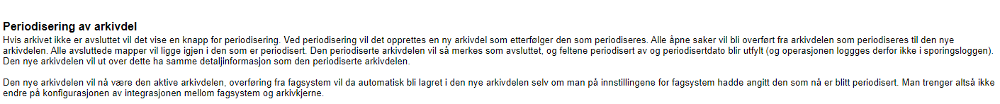 Periodisering av arkivdel
Hvis arkivet ikke er avsluttet vil det vise en knapp for periodisering. Ved periodisering vil det opprettes en ny arkivdel som etterfølger den som periodiseres. Alle åpne saker vil bli overført fra arkivdelen som periodiseres til den nye
arkivdelen. Alle avsluttede mapper vil ligge igjen i den som er periodisert. Den periodiserte arkivdelen vil så merkes som avsluttet, og feltene periodisert av og periodisertdato blir utfylt (og operasjonen loggges derfor ikke i sporingsloggen).
Den nye arkivdelen vil ut over dette ha samme detaljinformasjon som den periodiserte arkivdelen.
Den nye arkivdelen vil nå være den aktive arkivdelen, overføring fra fagsystem vil da automatisk bli lagret i den nye arkivdelen selv om man på innstillingene for fagsystem hadde angitt den som nå er blitt periodisert. Man trenger altså ikke
endre på konfigurasjonen av integrasjonen mellom fagsystem og arkivkjerne.